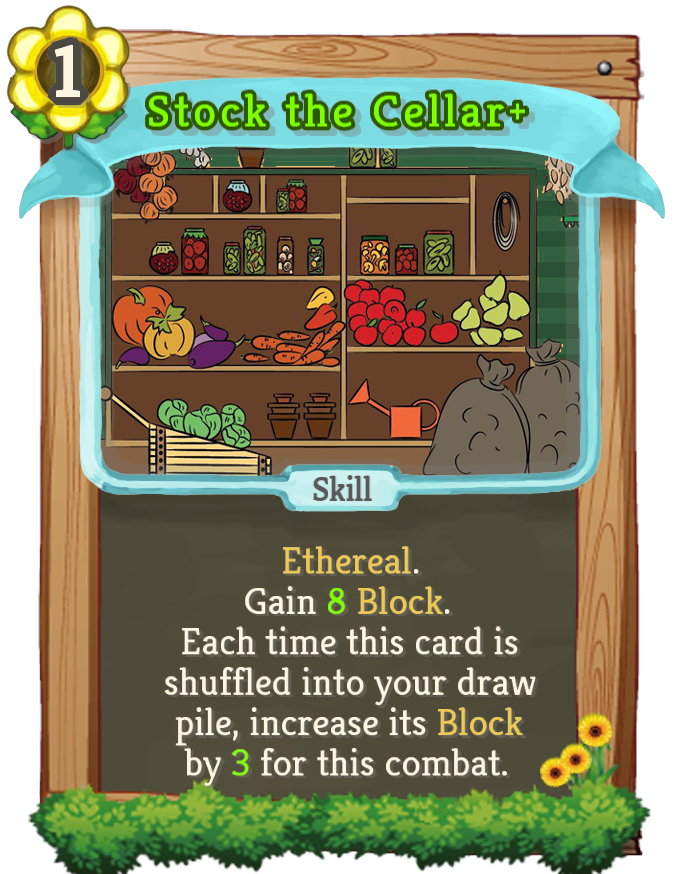 1
Stock the Cellar+
Skill
Ethereal.
Gain 8 Block.
Each time this card is
shuffled into your draw
pile, increase its Block
by 3 for this combat.